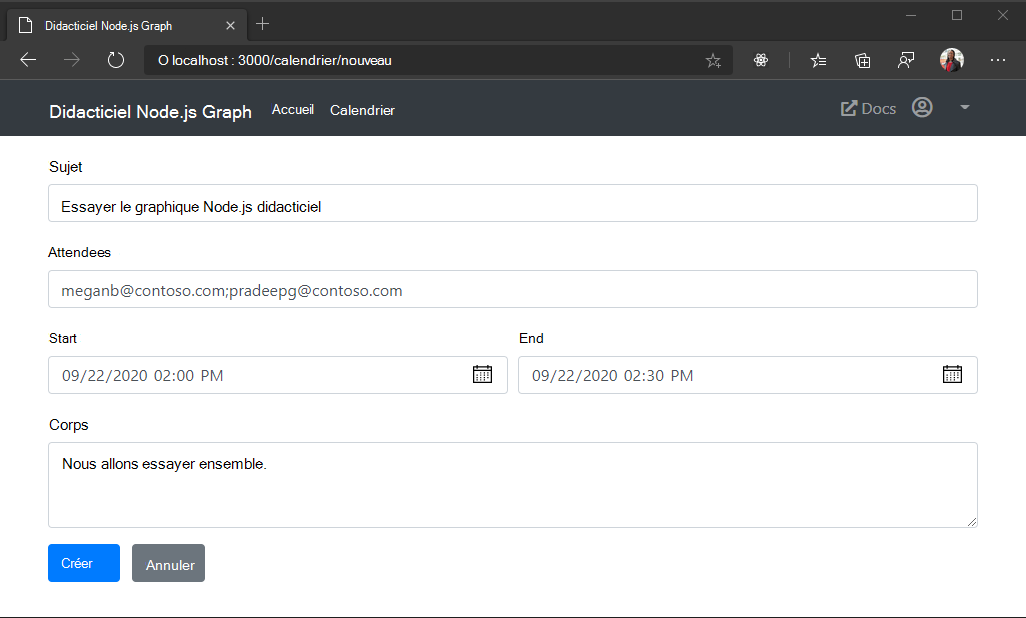 Didacticiel Node.js Graph
O localhost : 3000/calendrier/nouveau
Didacticiel Node.js Graph Accueil Calendrier Docs
Sujet
Essayer le graphique Node.js didacticiel
Attendees
meganb@contoso.com;pradeepg@contoso.com
Start End
09/22/2020 02:00 PM 09/22/2020 02:30 PM
Corps
Nous allons essayer ensemble.
Créer Annuler